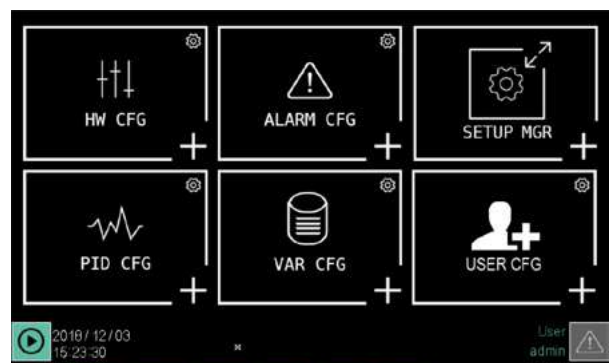 HW CFG
ALARM CFG
SETUP MGR
PID CFG
VAR CFG
USER CFG
2018/12/03
15:23:30
User
admin